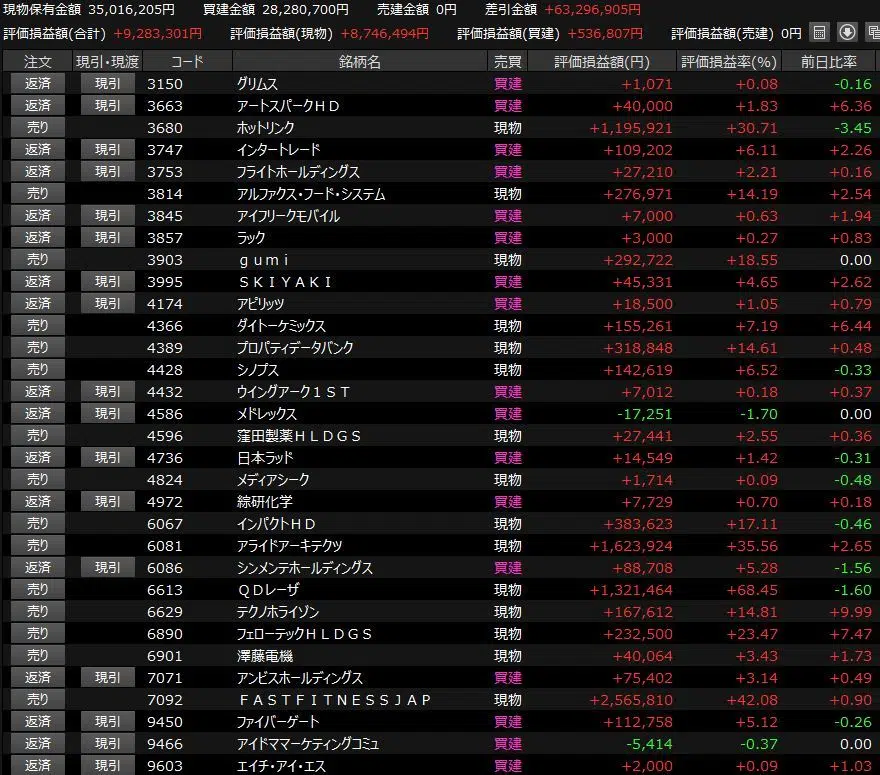 現物保有金額 35,016,205円 買建金額 28,280,700円 売建金額 0円 差引金額 +63,296,905円
評価損益額(合計) +9,283,301円 評価損益額(現物) +8,746,494円 評価損益額(買建) +536,807円 評価損益額(売建) 0円
注文 現引・現渡 コード 銘柄名 売買 評価損益額(円) 評価損益率(%) 前日比率
返済 現引 3150 グリムス 買建 +1,071 +0.08 -0.16
返済 現引 3663 アートスパークHD 買建 +40,000 +1.83 +6.36
売り 3680 ホットリンク 現物 +1,195,921 +30.71 -3.45
返済 現引 3747 インタートレード 買建 +109,202 +6.11 +2.26
返済 現引 3753 フライトホールディングス 買建 +27,210 +2.21 +0.16
売り 3814 アルファクス・フード・システム 現物 +276,971 +14.19 +2.54
返済 現引 3845 アイフリークモバイル 買建 +7,000 +0.63 +1.94
返済 現引 3857 ラック 買建 +3,000 +0.27 +0.83
売り 3903 gumi 現物 +292,722 +18.55 0.00
返済 現引 3995 SKIYAKI 買建 +45,331 +4.65 +2.62
返済 現引 4174 アピリッツ 買建 +18,500 +1.05 +0.79
売り 4366 ダイトーケミックス 現物 +155,261 +7.19 +6.44
売り 4389 プロパティデータバンク 現物 +318,848 +14.61 +0.48
売り 4428 シノプス 現物 +142,619 +6.52 -0.33
返済 現引 4432 ウイングアーク1ST 買建 +7,012 +0.18 +0.37
返済 現引 4586 メドレックス 買建 -17,251 -1.70 0.00
売り 4596 窪田製薬HLDGS 現物 +27,441 +2.55 +0.36
返済 現引 4736 日本ラッド 買建 +14,549 +1.42 -0.31
売り 4824 メディアシーク 現物 +1,714 +0.09 -0.48
返済 現引 4972 綜研化学 買建 +7,729 +0.70 +0.18
売り 6067 インパクトHD 現物 +383,623 +17.11 -0.46
売り 6081 アライドアーキテクツ 現物 +1,623,924 +35.56 +2.65
返済 現引 6086 シンメンテホールディングス 買建 +88,708 +5.28 -1.56
売り 6613 QDレーザ 現物 +1,321,464 +68.45 -1.60
売り 6629 テクノホライゾン 現物 +167,612 +14.81 +9.99
売り 6890 フェローテックHLDGS 現物 +232,500 +23.47 +7.47
売り 6901 澤藤電機 現物 +40,064 +3.43 +1.73
返済 現引 7071 アンビスホールディングス 買建 +75,402 +3.14 +0.49
売り 7092 FASTFITNESSJAP 現物 +2,565,810 +42.08 +0.90
返済 現引 9450 ファイバーゲート 買建 +112,758 +5.12 -0.26
返済 現引 9466 アイドママーケティングコミュ 買建 -5,414 -0.37 0.00
返済 現引 9603 エイチ・アイ・エス 買建 +2,000 +0.09 +1.03